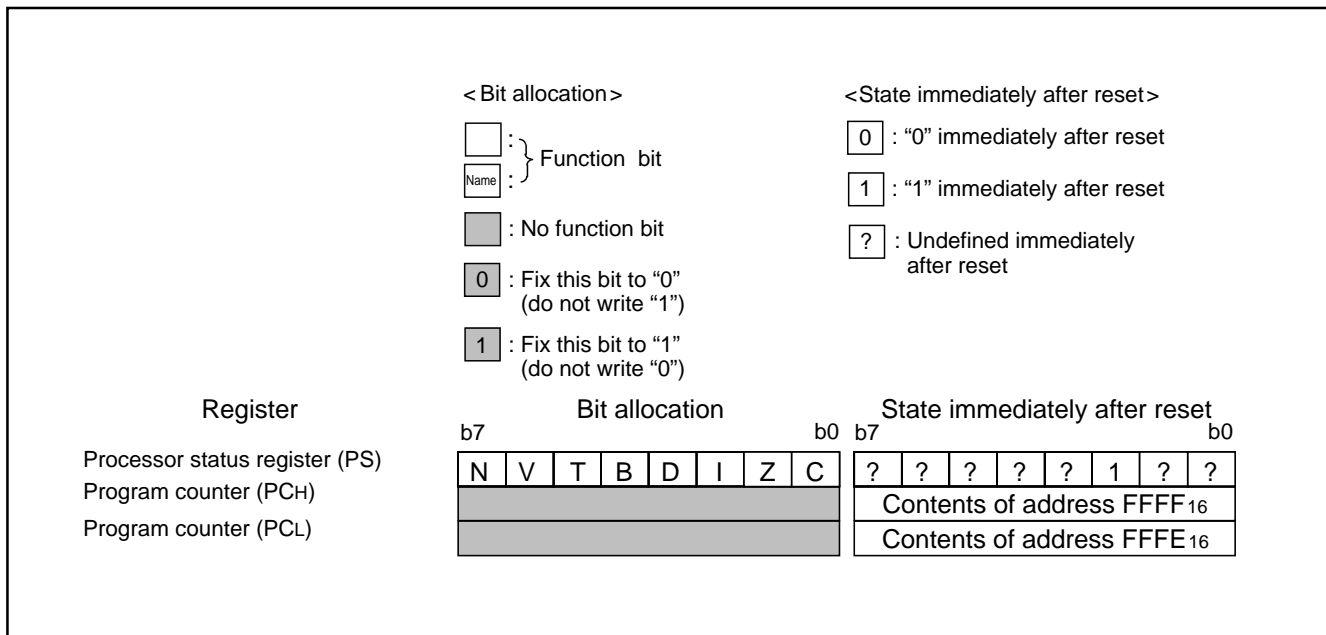 <Bit allocation>
:
Name :
} Function bit
: No function bit
0 : Fix this bit to “0”
(do not write “1”)
1 : Fix this bit to “1”
(do not write “0”)
<State immediately after reset>
0 : “0” immediately after reset
1 : “1” immediately after reset
? : Undefined immediately
after reset
Register Bit allocation State immediately after reset
b7 b0 b7 b0
Processor status register (PS) N V T B D I Z C ? ? ? ? ? 1 ? ?
Program counter (PCH) Contents of address FFFF16
Program counter (PCL) Contents of address FFFE16